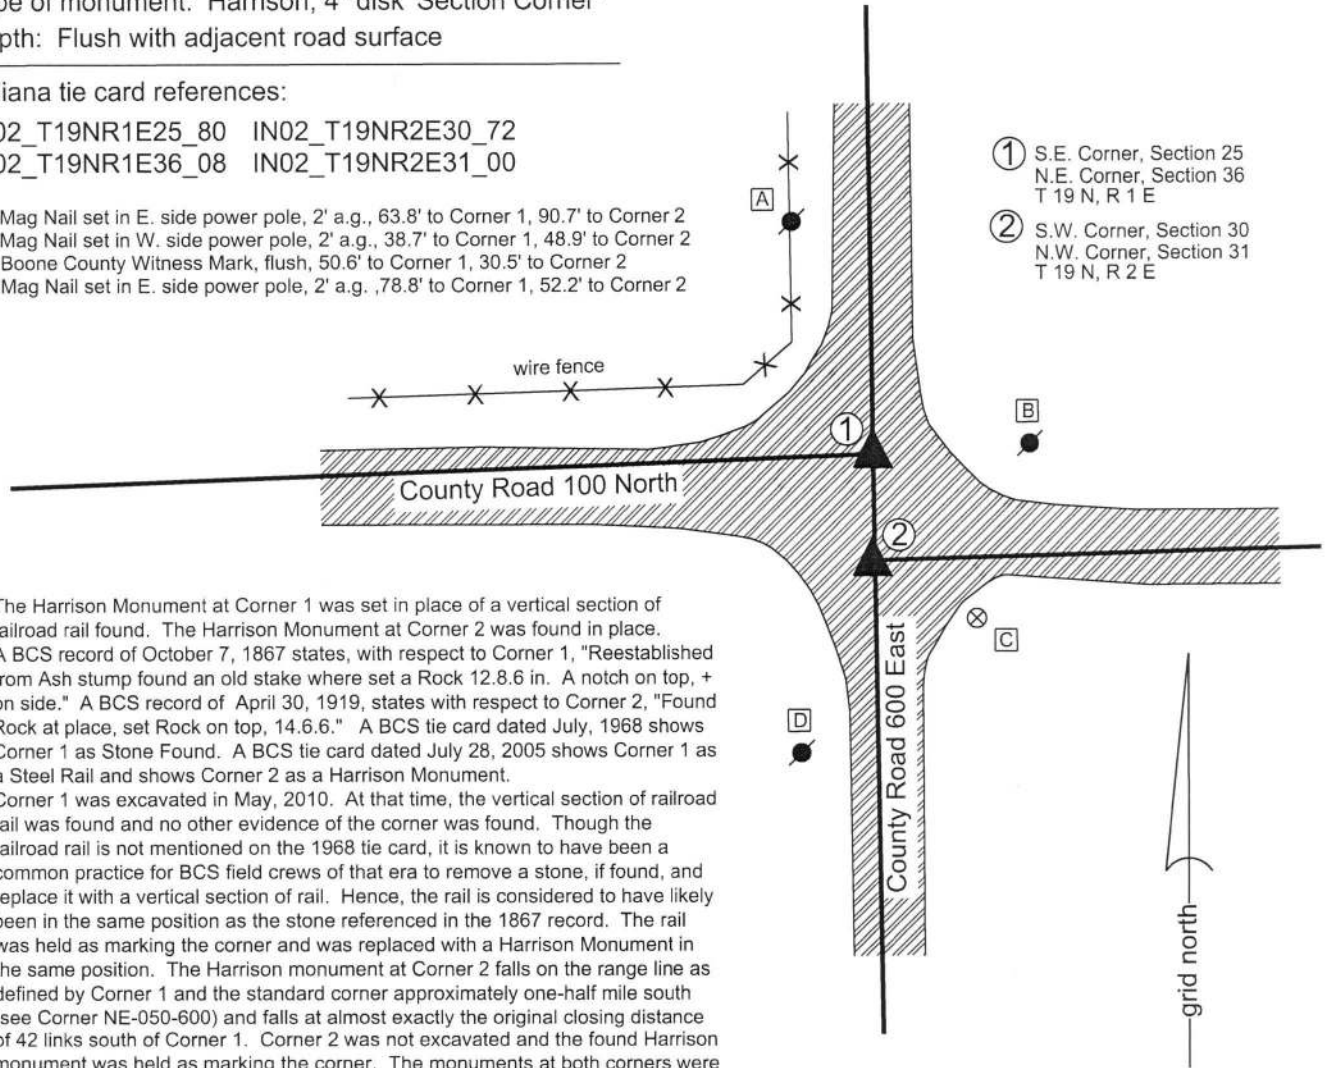 of monument: Harrison, 4" disk "Section Corner"
pth: Flush with adjacent road surface
iana tie card references:
02_T19NR1E25_80 IN02_T19NR2E30_72
02_T19NR1E36_08 IN02_T19NR2E31_00
Mag Nail set in E. side power pole, 2' a.g., 63.8' to Corner 1, 90.7' to Corner 2
Mag Nail set in W. side power pole, 2' a.g., 38.7' to Corner 1, 48.9' to Corner 2
Boone County Witness Mark, flush, 50.6' to Corner 1, 30.5' to Corner 2
Mag Nail set in E. side power pole, 2' a.g. ,78.8' to Corner 1, 52.2' to Corner 2
A
1 S.E. Corner, Section 25
N.E. Corner, Section 36
T 19 N, R 1 E
2 S.W. Corner, Section 30
N.W. Corner, Section 31
T 19 N, R 2 E
wire fence
B
1
County Road 100 North
2
C
D
County Road 600 East
grid north
The Harrison Monument at Corner 1 was set in place of a vertical section of
ailroad rail found. The Harrison Monument at Corner 2 was found in place.
A BCS record of October 7, 1867 states, with respect to Corner 1, "Reestablished
rom Ash stump found an old stake where set a Rock 12.8.6 in. A notch on top, +
on side." A BCS record of April 30, 1919, states with respect to Corner 2, "Found
Rock at place, set Rock on top, 14.6.6." A BCS tie card dated July, 1968 shows
Corner 1 as Stone Found. A BCS tie card dated July 28, 2005 shows Corner 1 as
a Steel Rail and shows Corner 2 as a Harrison Monument.
Corner 1 was excavated in May, 2010. At that time, the vertical section of railroad
ail was found and no other evidence of the corner was found. Though the
ailroad rail is not mentioned on the 1968 tie card, it is known to have been a
common practice for BCS field crews of that era to remove a stone, if found, and
eplace it with a vertical section of rail. Hence, the rail is considered to have likely
been in the same position as the stone referenced in the 1867 record. The rail
was held as marking the corner and was replaced with a Harrison Monument in
he same position. The Harrison monument at Corner 2 falls on the range line as
defined by Corner 1 and the standard corner approximately one-half mile south
see Corner NE-050-600) and falls at almost exactly the original closing distance
of 42 links south of Corner 1. Corner 2 was not excavated and the found Harrison
monument was held as marking the corner. The monuments at both corners were